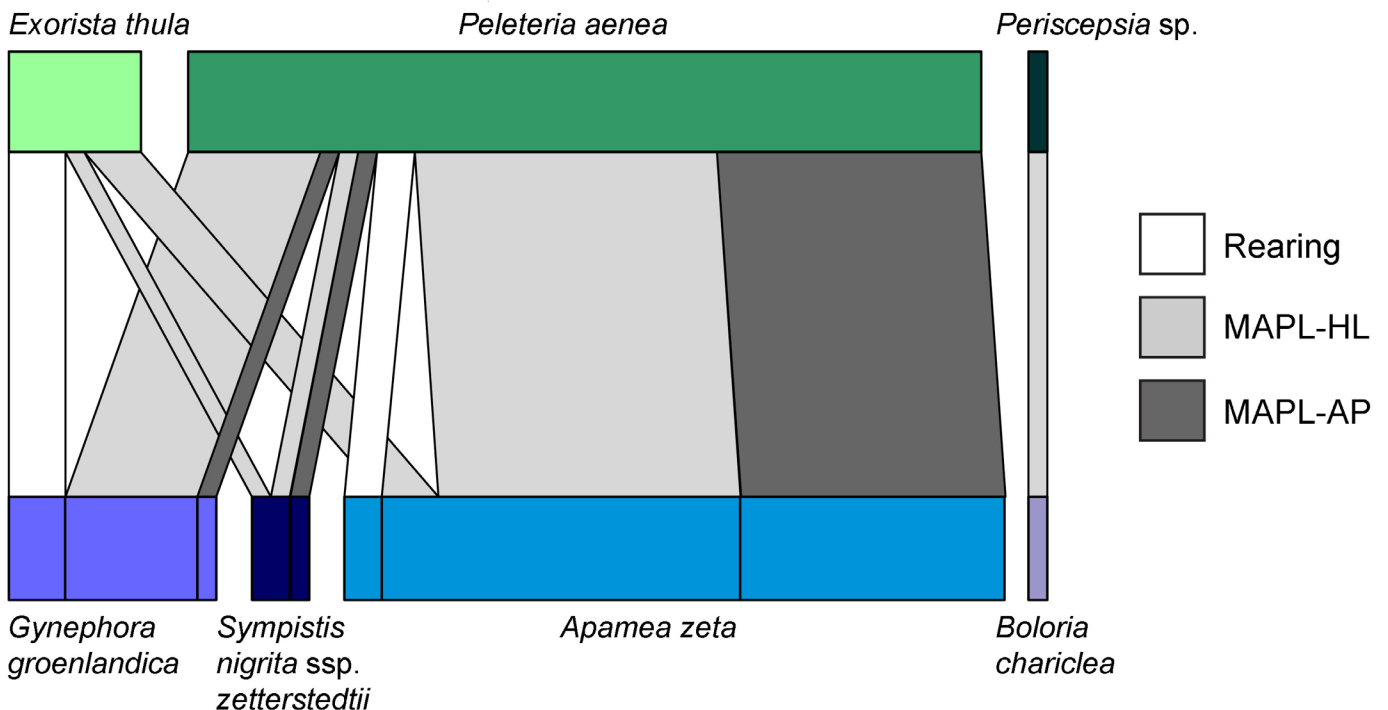 Exorista thula
Peleteria aenea
Periscepsia sp.
Rearing
MAPL-HL
MAPL-AP
Gynephora
groenlandica
Sympistis
nigrita ssp.
zetterstedtii
Apamea zeta
Boloria
chariclea